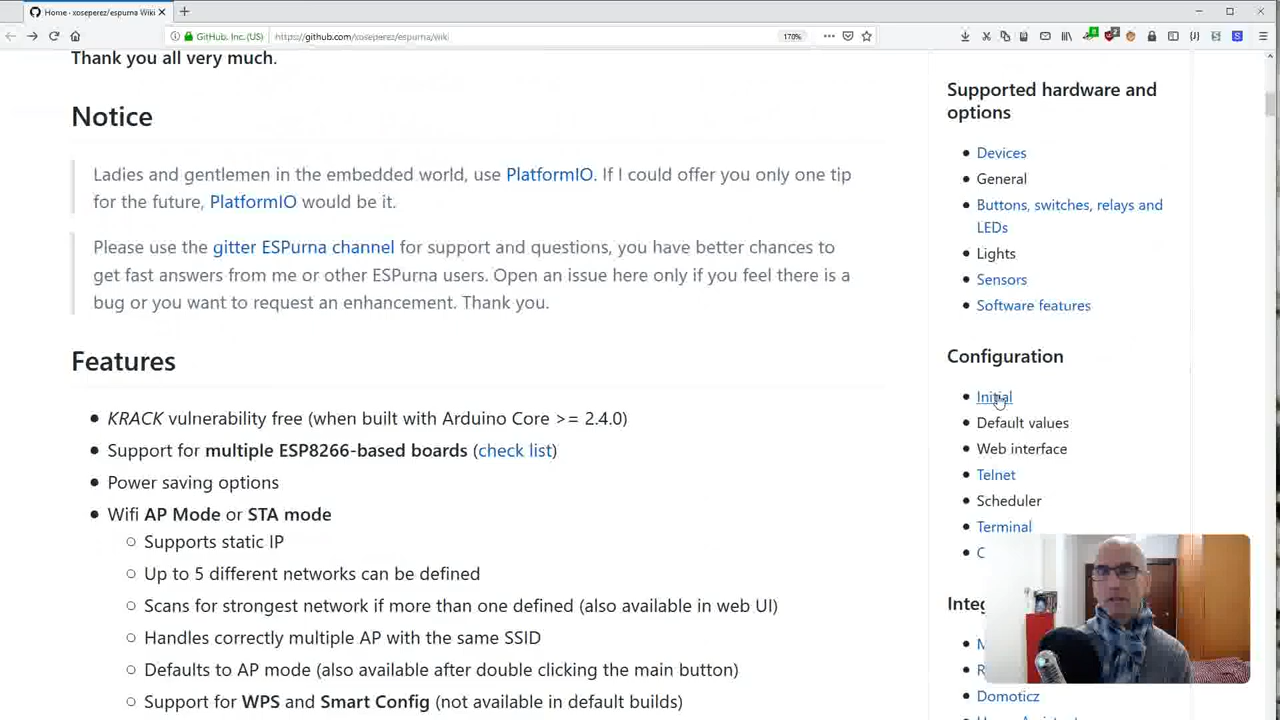 Home · xoseperez/espurna Wiki
GitHub, Inc. (US)
https://github.com/xoseperez/espurna/wiki
170%
Thank you all very much.
Notice
Ladies and gentlemen in the embedded world, use PlatformIO. If I could offer you only one tip
for the future, PlatformIO would be it.
Please use the gitter ESPurna channel for support and questions, you have better chances to
get fast answers from me or other ESPurna users. Open an issue here only if you feel there is a
bug or you want to request an enhancement. Thank you.
Features
KRACK vulnerability free (when built with Arduino Core >= 2.4.0)
Support for multiple ESP8266-based boards (check list)
Power saving options
Wifi AP Mode or STA mode
Supports static IP
Up to 5 different networks can be defined
Scans for strongest network if more than one defined (also available in web UI)
Handles correctly multiple AP with the same SSID
Defaults to AP mode (also available after double clicking the main button)
Support for WPS and Smart Config (not available in default builds)
Supported hardware and
options
Devices
General
Buttons, switches, relays and
LEDs
Lights
Sensors
Software features
Configuration
Initial
Default values
Web interface
Telnet
Scheduler
Terminal
Domoticz